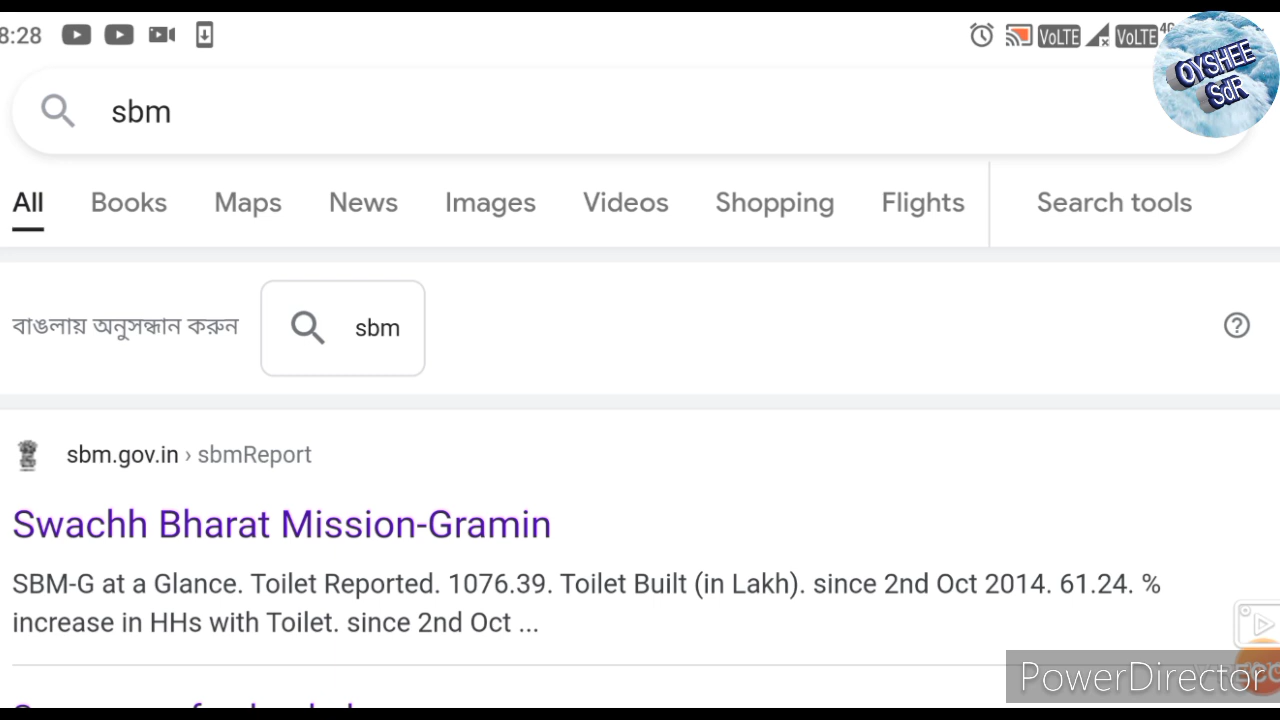 8:28 VoLTE VoLTE 4G
OYSHEE
SdR
sbm
All Books Maps News Images Videos Shopping Flights Search tools
বাঙলায় অনুসন্ধান করুন sbm
sbm.gov.in › sbmReport
Swachh Bharat Mission-Gramin
SBM-G at a Glance. Toilet Reported. 1076.39. Toilet Built (in Lakh). since 2nd Oct 2014. 61.24. %
increase in HHs with Toilet. since 2nd Oct ...
PowerDirector